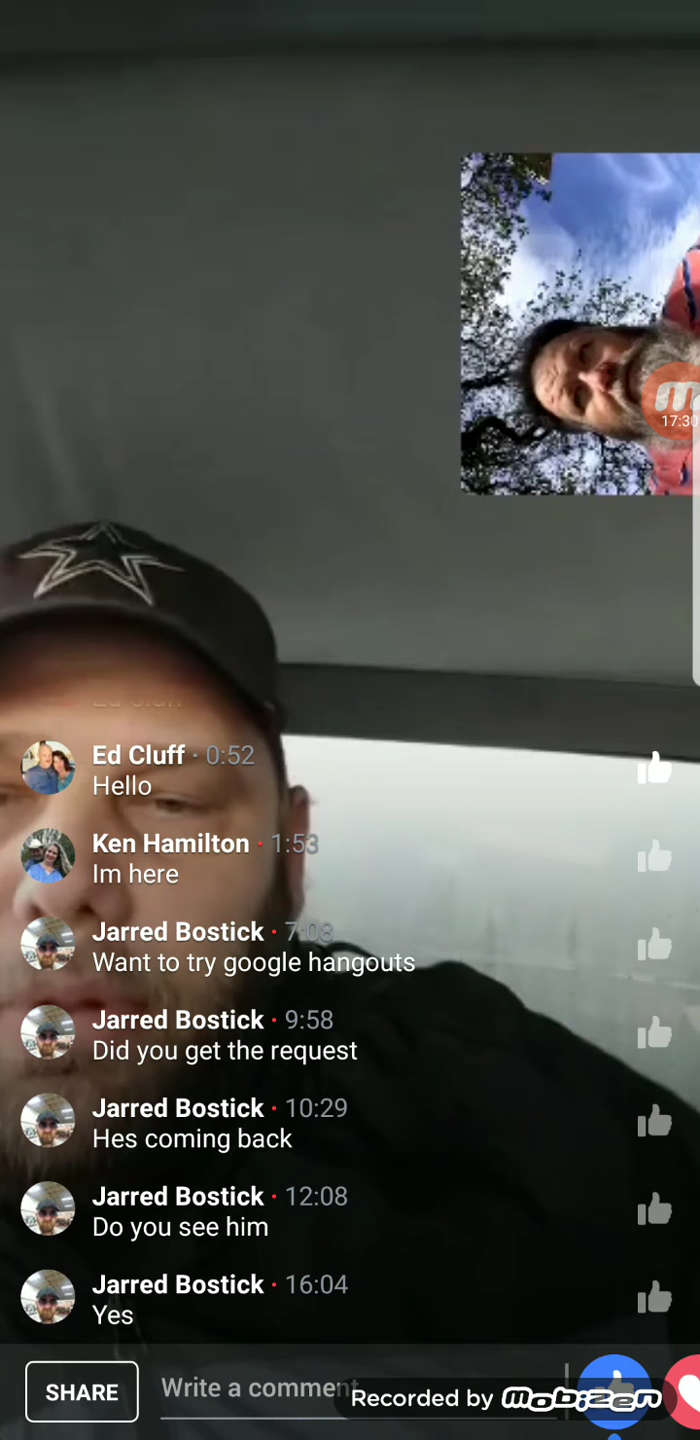 17:30
Ed Cluff
Ed Cluff · 0:52
Hello
Ken Hamilton · 1:53
Im here
Jarred Bostick · 7:08
Want to try google hangouts
Jarred Bostick · 9:58
Did you get the request
Jarred Bostick · 10:29
Hes coming back
Jarred Bostick · 12:08
Do you see him
Jarred Bostick · 16:04
Yes
SHARE
Write a comment
Recorded by mobizen